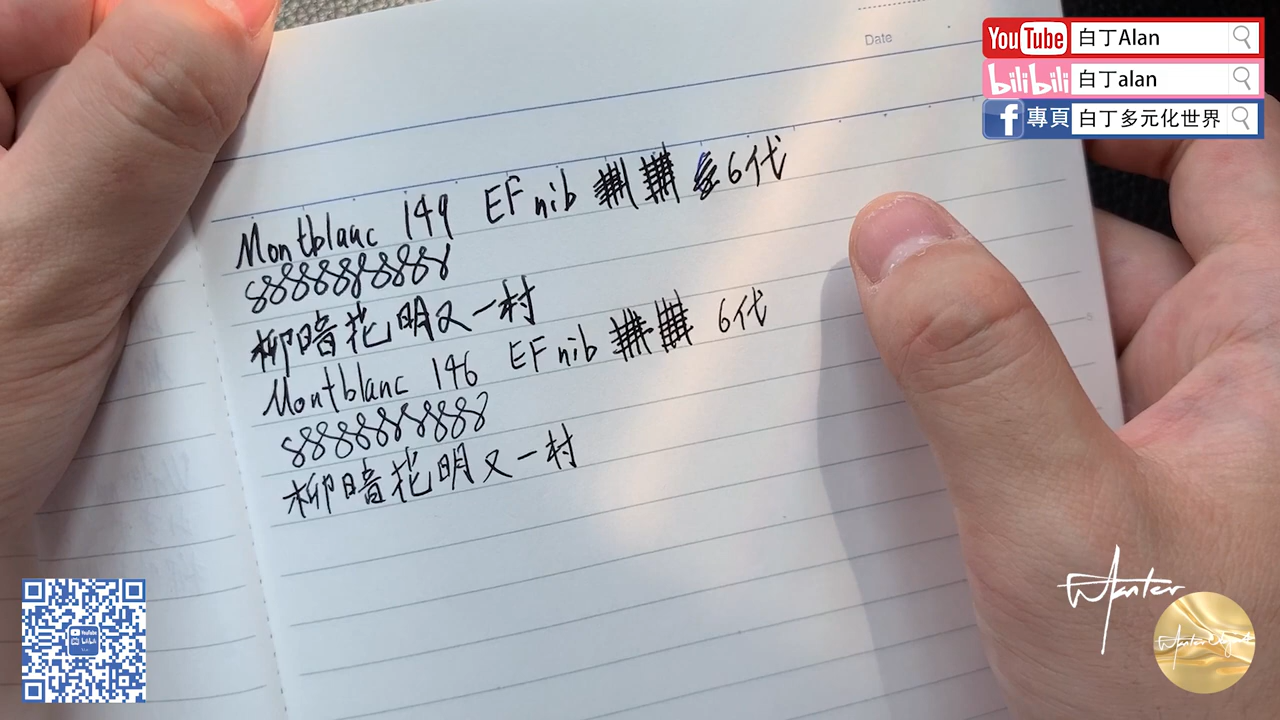 YouTube 白丁Alan
bilibili 白丁alan
f 專頁 白丁多元化世界
Date
Montblanc 149 EF nib 6代
8888888888
柳暗花明又一村
Montblanc 146 EF nib 6代
8888888888
柳暗花明又一村